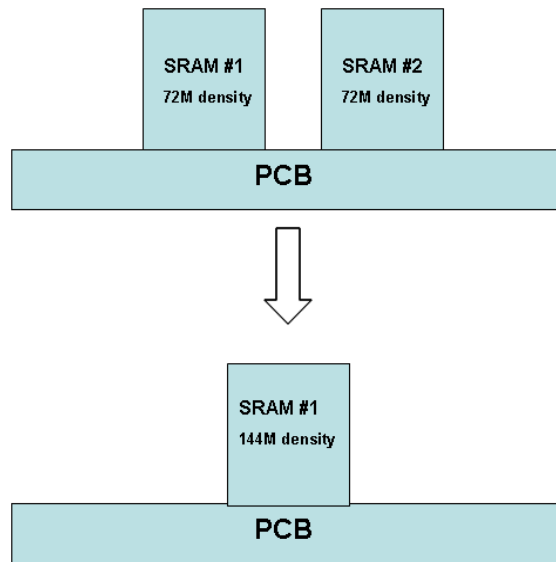 SRAM #1
72M density
SRAM #2
72M density
PCB
SRAM #1
144M density
PCB